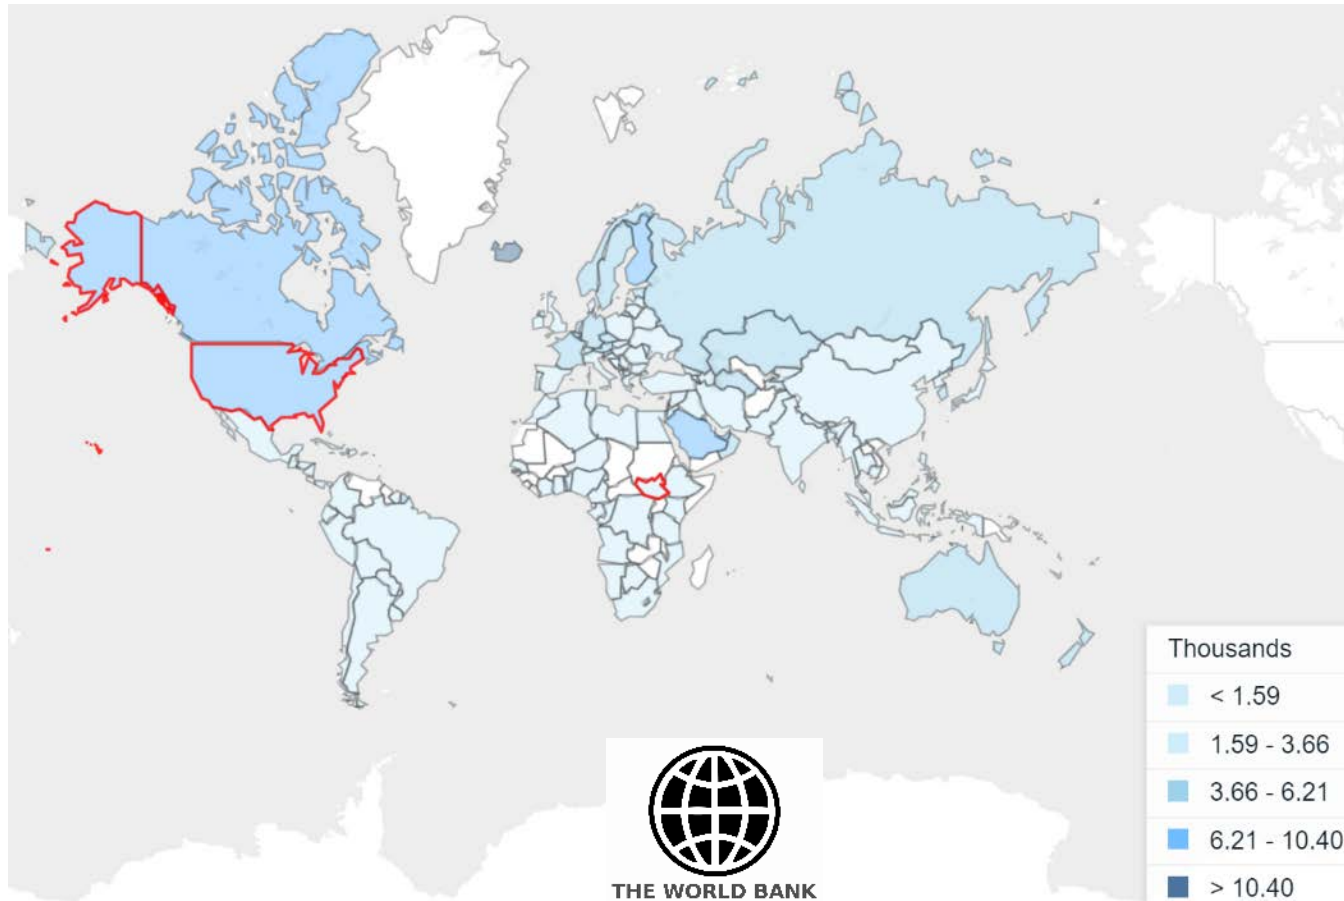 Thousands
< 1.59
1.59 - 3.66
3.66 - 6.21
6.21 - 10.40
> 10.40
THE WORLD BANK